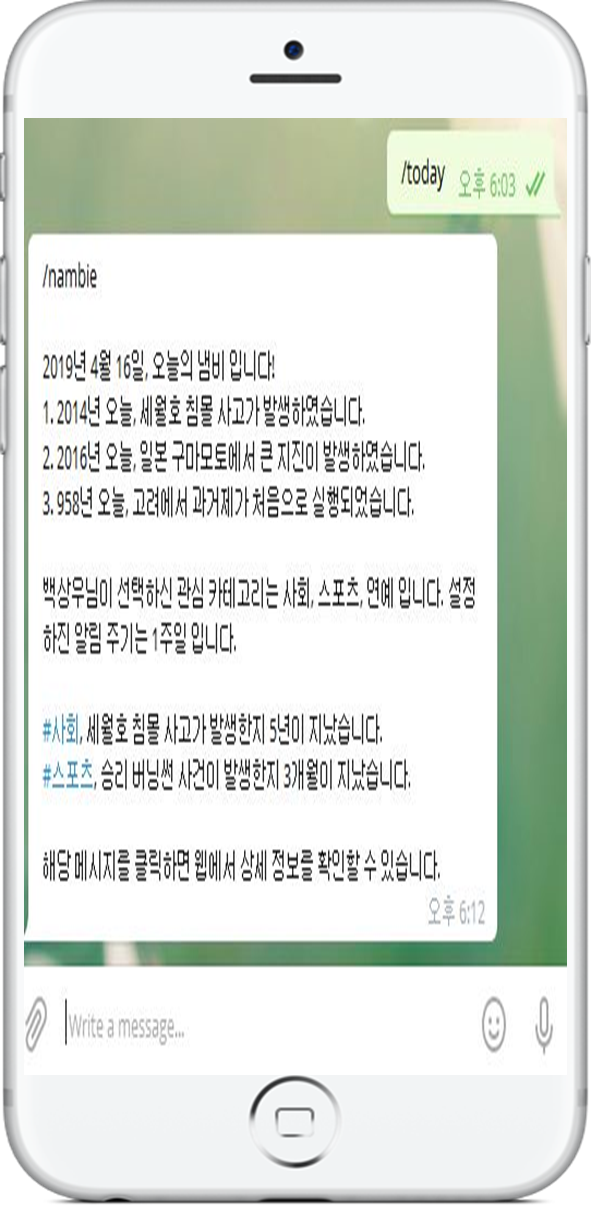 /today 오후 6:03
/nambie
2019년 4월 16일, 오늘의 냄비 입니다!
1. 2014년 오늘, 세월호 침몰 사고가 발생하였습니다.
2. 2016년 오늘, 일본 구마모토에서 큰 지진이 발생하였습니다.
3. 958년 오늘, 고려에서 과거제가 처음으로 실행되었습니다.
백상우님이 선택하신 관심 카테고리는 사회, 스포츠, 연예 입니다. 설정
하진 알림 주기는 1주일 입니다.
#사회, 세월호 침몰 사고가 발생한지 5년이 지났습니다.
#스포츠, 승리 버닝썬 사건이 발생한지 3개월이 지났습니다.
해당 메시지를 클릭하면 웹에서 상세 정보를 확인할 수 있습니다.
오후 6:12
Write a message...